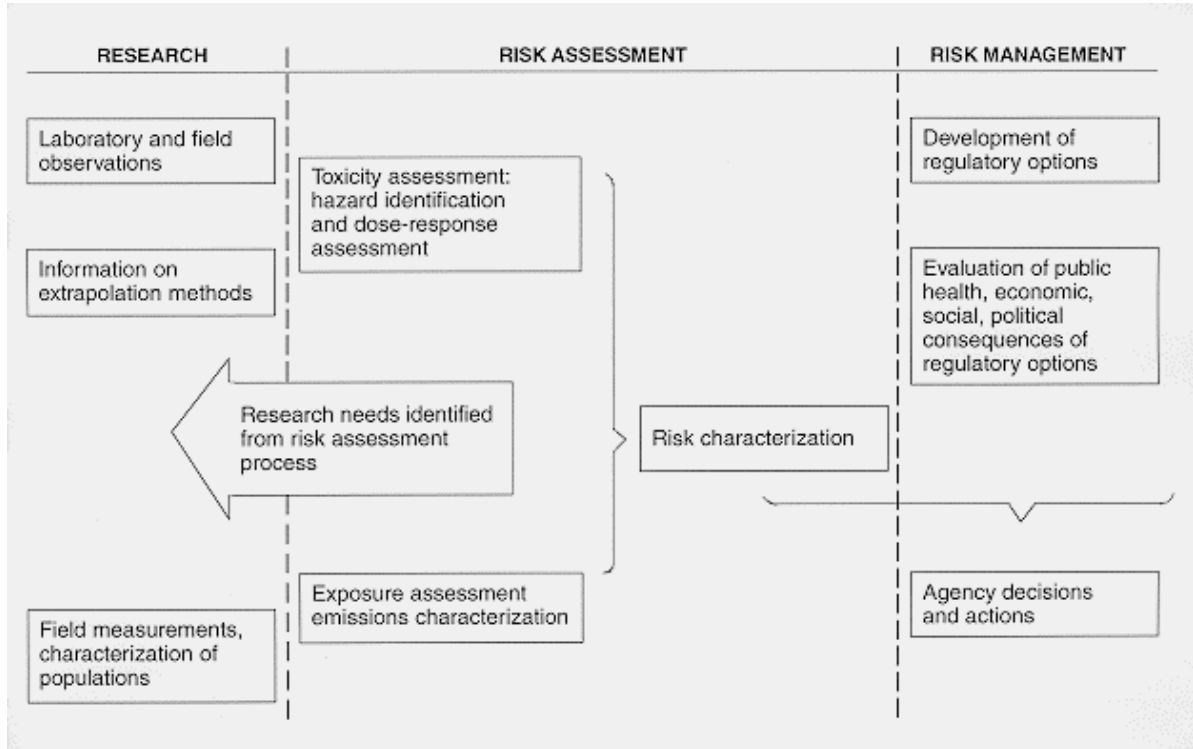 RESEARCH
RISK ASSESSMENT
RISK MANAGEMENT
Laboratory and field
observations
Information on
extrapolation methods
Field measurements,
characterization of
populations
Toxicity assessment:
hazard identification
and dose-response
assessment
Research needs identified
from risk assessment
process
Exposure assessment
emissions characterization
Risk characterization
Development of
regulatory options
Evaluation of public
health, economic,
social, political
consequences of
regulatory options
Agency decisions
and actions